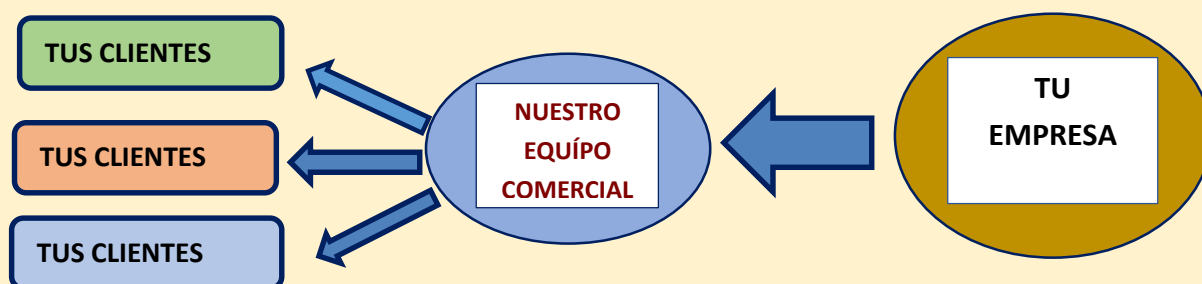 TUS CLIENTES
TUS CLIENTES
TUS CLIENTES
NUESTRO
EQUÍPO
COMERCIAL
TU
EMPRESA